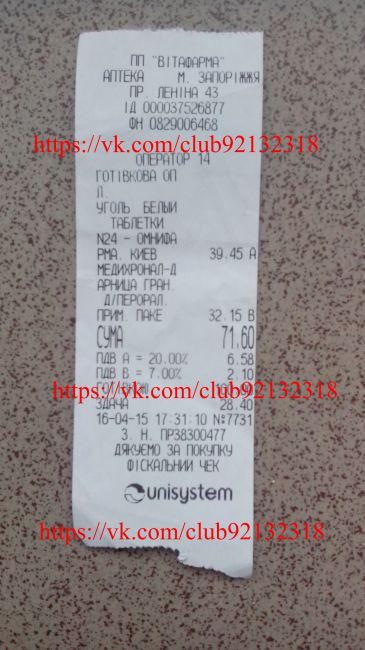 ПП "ВІТАФАРМА"
АПТЕКА М. ЗАПОРІЖЖЯ
ПР. ЛЕНІНА 43
ІД 000037526877
ФН 0829006468
https://vk.com/club92132318
ОПЕРАТОР 14
ГОТІВКОВА ОП
Л.
УГОЛЬ БЕЛЫЙ
ТАБЛЕТКИ
N24 - ОМНИФА
РМА. КИЕВ 39.45 А
МЕДИХРОНАЛ-Д
АРНИЦА ГРАН.
Д/ПЕРОРАЛ.
ПРИМ. ПАКЕ 32.15 В
СУМА 71.60
ПДВ А = 20.00% 6.58
ПДВ В = 7.00% 2.10
https://vk.com/club92132318
ЗДАЧА 28.40
16-04-15 17:31:10 №7731
З. Н. ПР38300477
ДЯКУЄМО ЗА ПОКУПКУ
ФІСКАЛЬНИЙ ЧЕК
unisystem
https://vk.com/club92132318